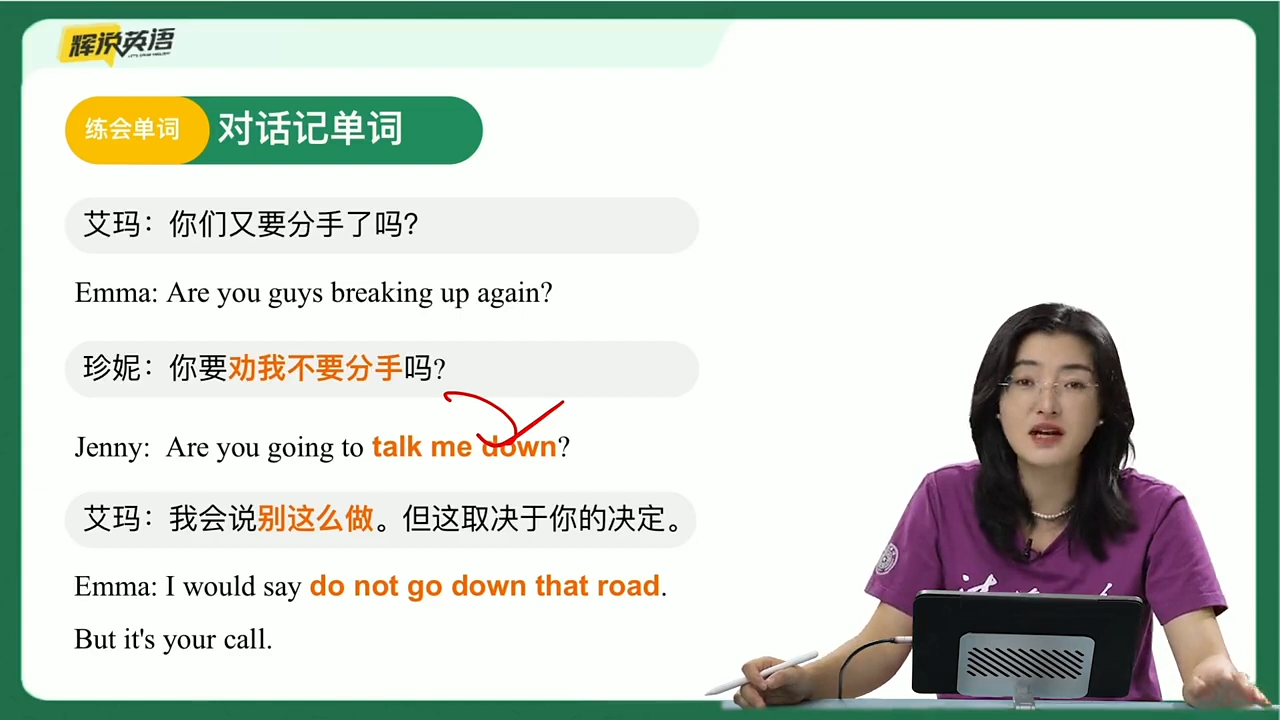 辉说英语
练会单词
对话记单词
艾玛：你们又要分手了吗？
Emma: Are you guys breaking up again?
珍妮：你要劝我不要分手吗?
Jenny: Are you going to talk me down?
艾玛：我会说别这么做。但这取决于你的决定。
Emma: I would say do not go down that road.
But it's your call.